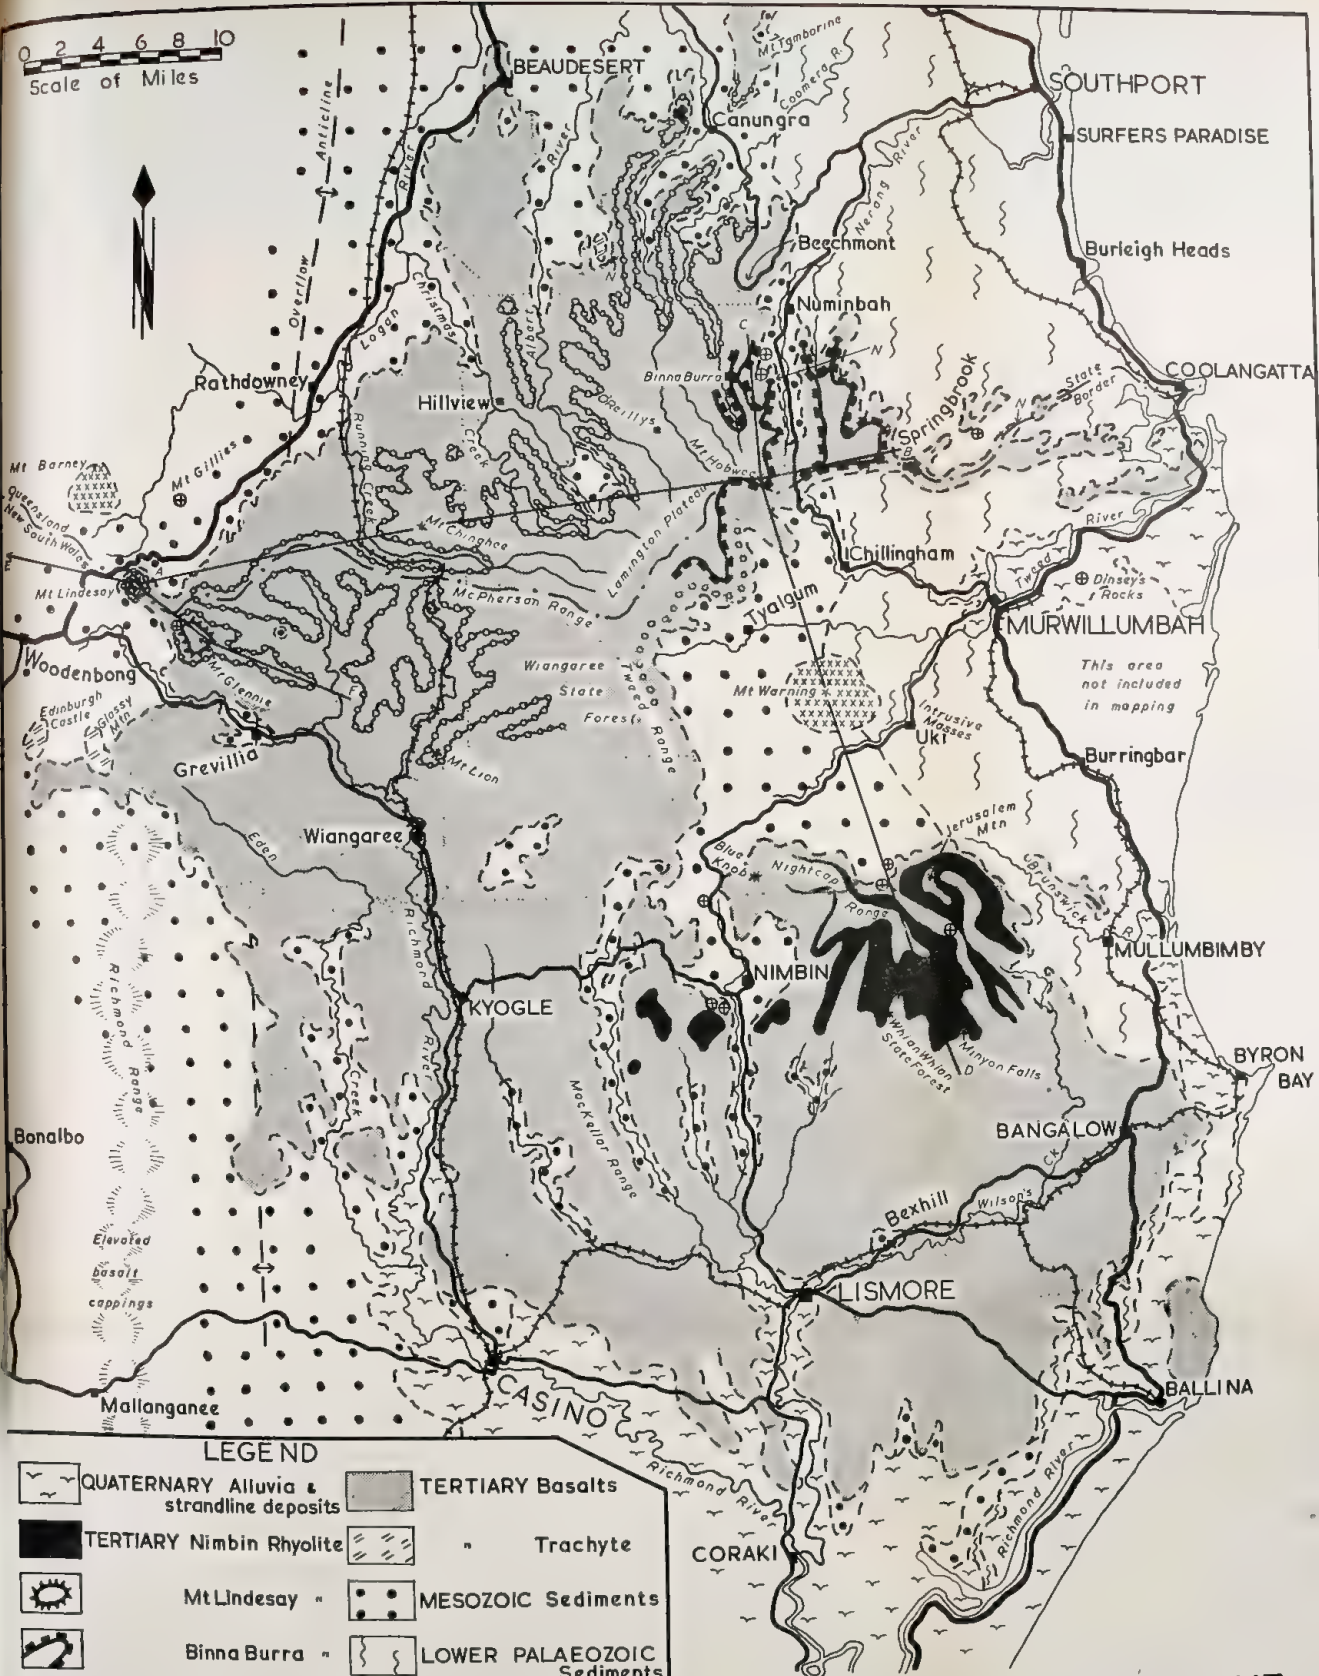 0 2 4 6 8 10
Scale of Miles
BEAUDESERT
Mt Tamborine
Coomera R.
SOUTHPORT
Canungra
SURFERS PARADISE
Anticline
River
River
Nerang River
Beechmont
Burleigh Heads
Overflow
Christmas
Numinbah
Logan
Albert
C
N
COOLANGATTA
Rathdowney
Binna Burra
State
Border
Hillview
O'Reillys
Springbrook
N
Running Creek
Creek
Mt Hobwee
B
Mt Barney
Mt Gillies
Queensland
New South Wales
Mt Chinghee
Lamington Plateau
River
E
Chillingham
Tweed
Dinsey's
Rocks
Mt Lindesay
McPherson Range
Tyalgum
MURWILLUMBAH
Woodenbong
Mt Glennie
Wiangaree
State
Forest
Tweed Range
Mt Warning
This area
not included
in mapping
Edinburgh
Castle
Glassy
Mtn
F
Intrusive
Masses
Uki
Grevillia
Mt Lion
Burringbar
Eden
Wiangaree
Jerusalem
Mtn
Blue
Knob
Nightcap
Range
Brunswick
R.
Richmond
MULLUMBIMBY
NIMBIN
Richmond Range
KYOGLE
River
Whian Whian
State Forest
Minyon Falls
D
BYRON
BAY
Creek
MacKellar Range
Bonalbo
BANGALOW
Ck.
Wilson's
Bexhill
Elevated
basalt
cappings
LISMORE
CASINO
BALLINA
Mallanganee
Richmond River
Richmond River
CORAKI
LEGEND
QUATERNARY Alluvia &
strandline deposits
TERTIARY Basalts
TERTIARY Nimbin Rhyolite
" Trachyte
Mt Lindesay "
MESOZOIC Sediments
Binna Burra "
LOWER PALAEOZOIC
Sediments